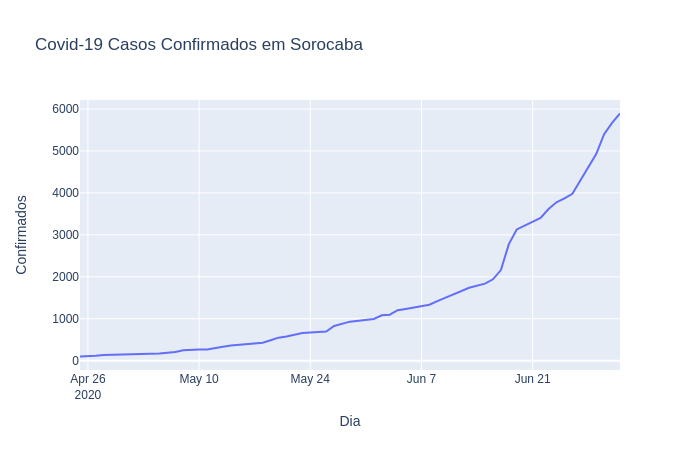 Covid-19 Casos Confirmados em Sorocaba
6000
5000
4000
3000
2000
1000
0
Confirmados
Apr 26
2020
May 10
May 24
Jun 7
Jun 21
Dia